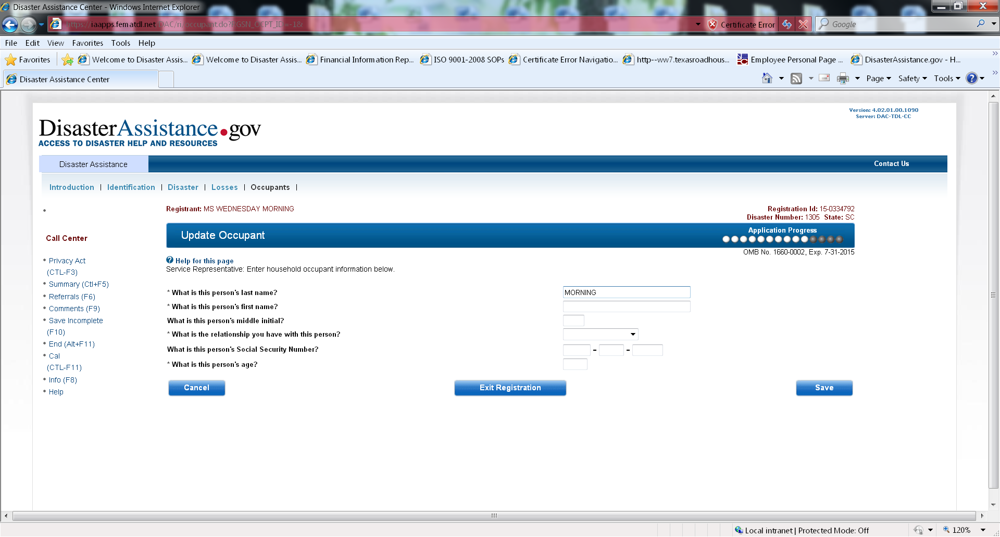 Disaster Assistance Center - Windows Internet Explorer
https://iaapps.fematdl.net/DAC/ri/occupant.do?RGSN_OCPT_ID=-1&
Certificate Error
Google
File Edit View Favorites Tools Help
Favorites Welcome to Disaster Assis... Welcome to Disaster Assis... Financial Information Rep... ISO 9001-2008 SOPs Certificate Error Navigatio... http--ww7.texasroadhous... Employee Personal Page ... DisasterAssistance.gov - H...
Disaster Assistance Center
Page Safety Tools
Version: 4.02.01.00.1090
Server: DAC-TDL-CC
DisasterAssistance.gov
ACCESS TO DISASTER HELP AND RESOURCES
Disaster Assistance
Contact Us
Introduction | Identification | Disaster | Losses | Occupants |
Registrant: MS WEDNESDAY MORNING
Registration Id: 15-0334792
Disaster Number: 1305 State: SC
Update Occupant
Application Progress
OMB No. 1660-0002, Exp. 7-31-2015
Call Center
Privacy Act
(CTL-F3)
Summary (Ctl+F5)
Referrals (F6)
Comments (F9)
Save Incomplete
(F10)
End (Alt+F11)
Cal
(CTL-F11)
Info (F8)
Help
Help for this page
Service Representative: Enter household occupant information below.
* What is this person's last name? MORNING
* What is this person's first name?
What is this person's middle initial?
* What is the relationship you have with this person?
What is this person's Social Security Number? - -
* What is this person's age?
Cancel Exit Registration Save
Local intranet | Protected Mode: Off
120%